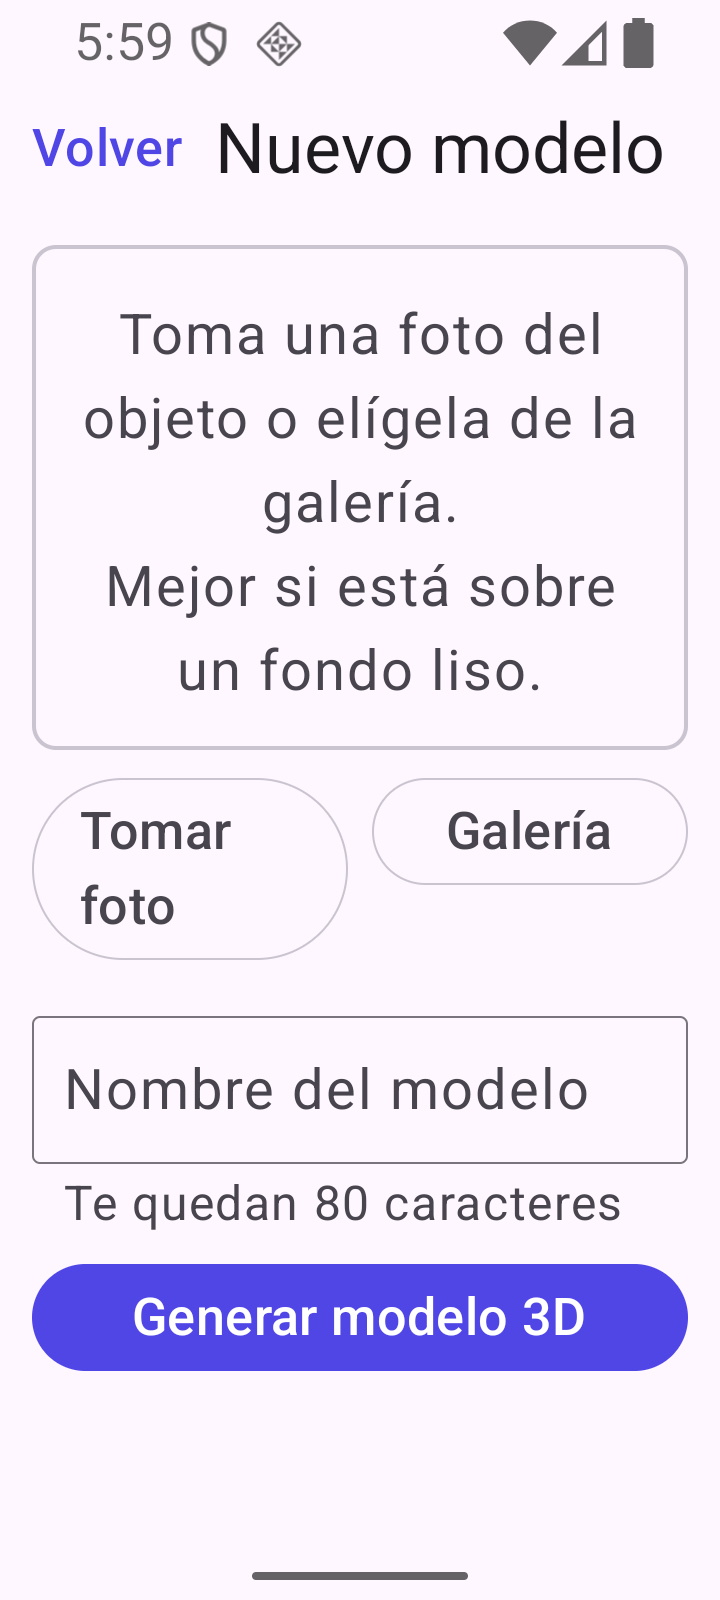 5:59
Volver Nuevo modelo
Toma una foto del
objeto o elígela de la
galería.
Mejor si está sobre
un fondo liso.
Tomar
foto
Galería
Nombre del modelo
Te quedan 80 caracteres
Generar modelo 3D